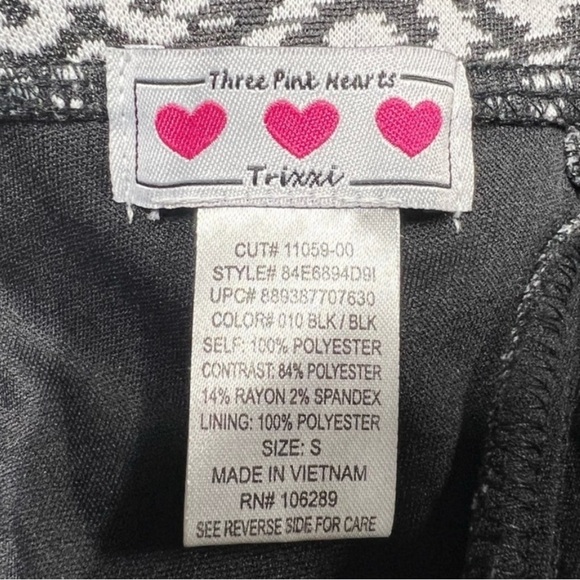 Three Pink Hearts
Trixxi
CUT# 11059-00
STYLE# 84E6894D9I
UPC# 889387707630
COLOR# 010 BLK / BLK
SELF: 100% POLYESTER
CONTRAST: 84% POLYESTER
14% RAYON 2% SPANDEX
LINING: 100% POLYESTER
SIZE: S
MADE IN VIETNAM
RN# 106289
SEE REVERSE SIDE FOR CARE